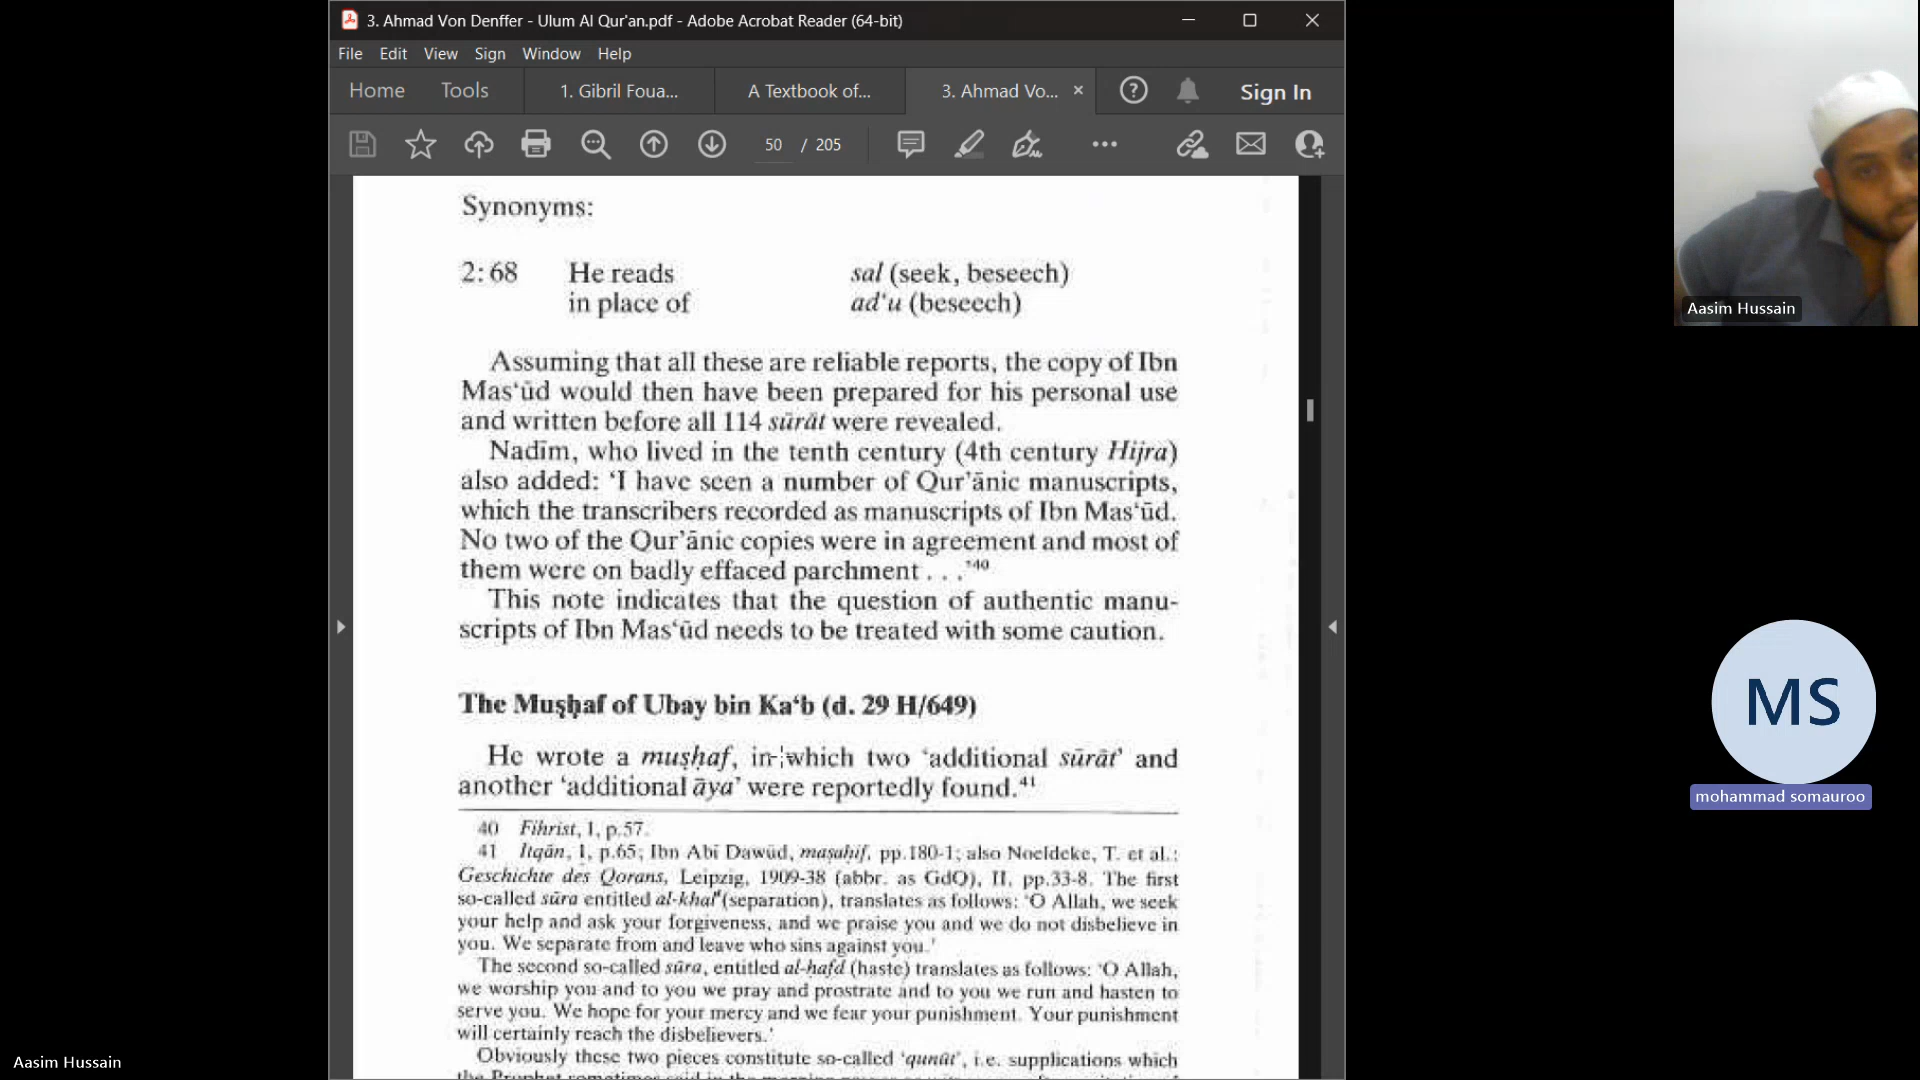 3. Ahmad Von Denffer - Ulum Al Qur'an.pdf - Adobe Acrobat Reader (64-bit)
File Edit View Sign Window Help
Home Tools 1. Gibril Foua... A Textbook of... 3. Ahmad Vo... × ? Sign In
50 / 205
Synonyms:
2:68 He reads sal (seek, beseech)
in place of ad'u (beseech)
Assuming that all these are reliable reports, the copy of Ibn
Mas'ūd would then have been prepared for his personal use
and written before all 114 sūrāt were revealed.
Nadīm, who lived in the tenth century (4th century Hijra)
also added: 'I have seen a number of Qur'ānic manuscripts,
which the transcribers recorded as manuscripts of Ibn Mas'ūd.
No two of the Qur'ānic copies were in agreement and most of
them were on badly effaced parchment . . .'40
This note indicates that the question of authentic manu-
scripts of Ibn Mas'ūd needs to be treated with some caution.
The Muṣḥaf of Ubay bin Ka'b (d. 29 H/649)
He wrote a muṣḥaf, in which two 'additional sūrāt' and
another 'additional āya' were reportedly found.41
40 Fihrist, I, p.57.
41 Itqān, I, p.65; Ibn Abī Dawūd, maṣaḥif, pp.180-1; also Noeldeke, T. et al.:
Geschichte des Qorans, Leipzig, 1909-38 (abbr. as GdQ), II, pp.33-8. The first
so-called sūra entitled al-khal' (separation), translates as follows: 'O Allah, we seek
your help and ask your forgiveness, and we praise you and we do not disbelieve in
you. We separate from and leave who sins against you.'
The second so-called sūra, entitled al-ḥafd (haste) translates as follows: 'O Allah,
we worship you and to you we pray and prostrate and to you we run and hasten to
serve you. We hope for your mercy and we fear your punishment. Your punishment
will certainly reach the disbelievers.'
Obviously these two pieces constitute so-called 'qunūt', i.e. supplications which
Aasim Hussain
MS
mohammad somauroo
Aasim Hussain